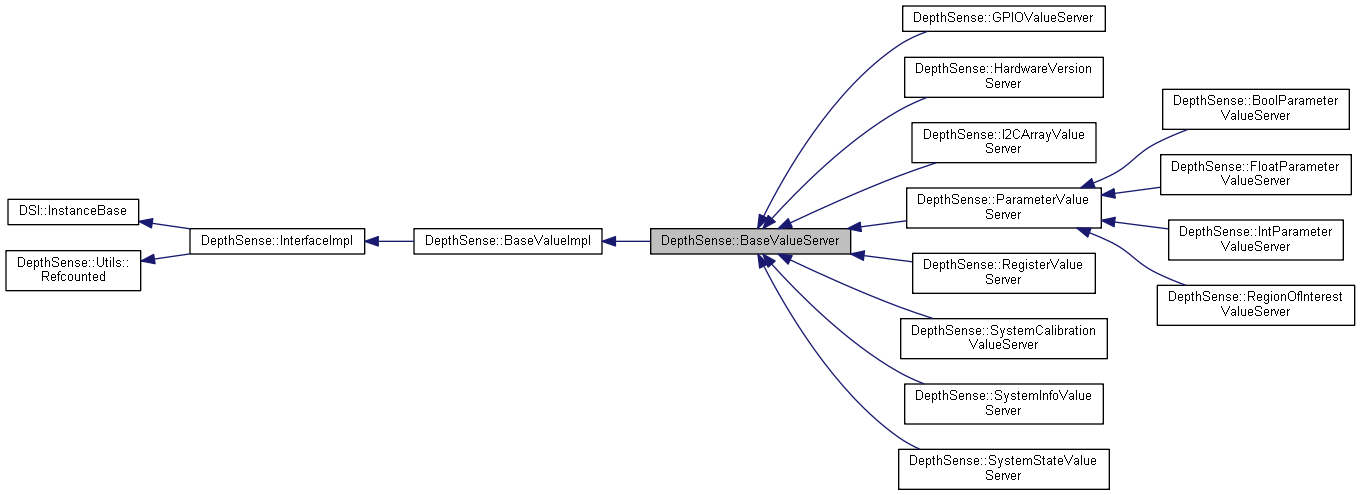 DSI::InstanceBase
DepthSense::Utils::
Refcounted
DepthSense::InterfaceImpl
DepthSense::BaseValueImpl
DepthSense::BaseValueServer
DepthSense::GPIOValueServer
DepthSense::HardwareVersion
Server
DepthSense::I2CArrayValue
Server
DepthSense::ParameterValue
Server
DepthSense::RegisterValue
Server
DepthSense::SystemCalibration
ValueServer
DepthSense::SystemInfoValue
Server
DepthSense::SystemStateValue
Server
DepthSense::BoolParameter
ValueServer
DepthSense::FloatParameter
ValueServer
DepthSense::IntParameter
ValueServer
DepthSense::RegionOfInterest
ValueServer